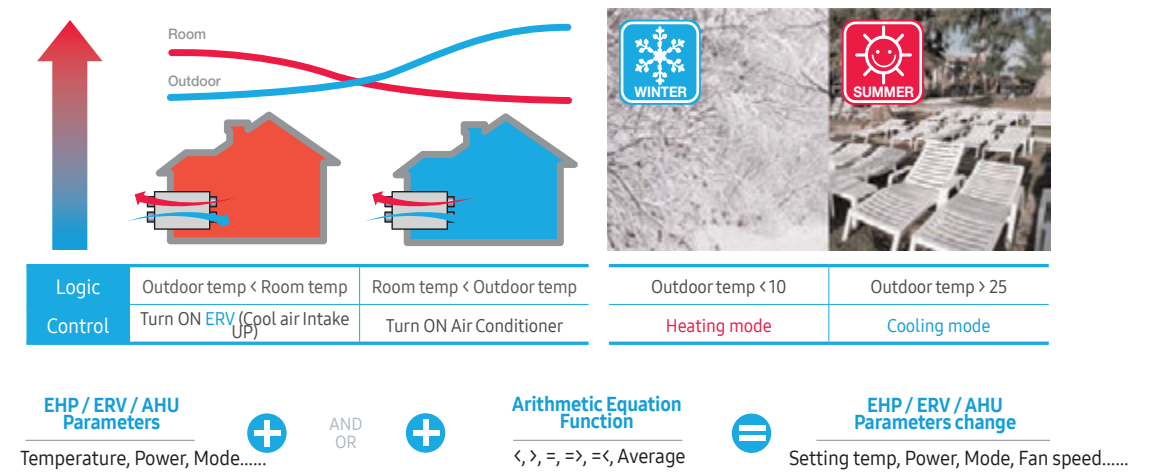 Room
Outdoor
WINTER
SUMMER
Logic
Outdoor temp < Room temp
Room temp < Outdoor temp
Outdoor temp <10
Outdoor temp > 25
Control
Turn ON ERV (Cool air Intake
UP)
Turn ON Air Conditioner
Heating mode
Cooling mode
EHP / ERV / AHU
Parameters
Temperature, Power, Mode......
AND
OR
Arithmetic Equation
Function
<, >, =, =>, =<, Average
EHP / ERV / AHU
Parameters change
Setting temp, Power, Mode, Fan speed......